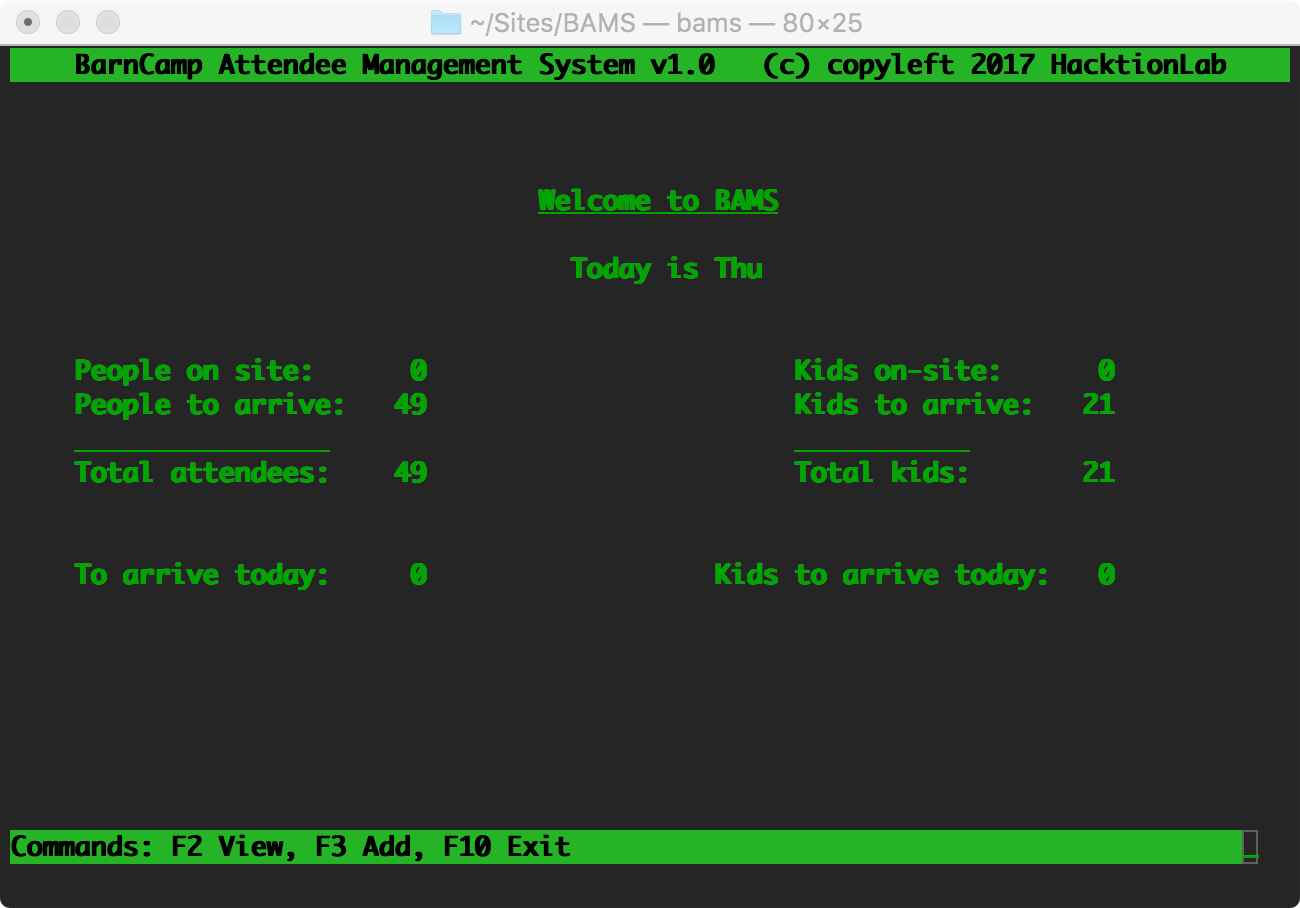 ~/Sites/BAMS — bams — 80×25
BarnCamp Attendee Management System v1.0 (c) copyleft 2017 HacktionLab
Welcome to BAMS
Today is Thu
People on site: 0 Kids on-site: 0
People to arrive: 49 Kids to arrive: 21
Total attendees: 49 Total kids: 21
To arrive today: 0 Kids to arrive today: 0
Commands: F2 View, F3 Add, F10 Exit